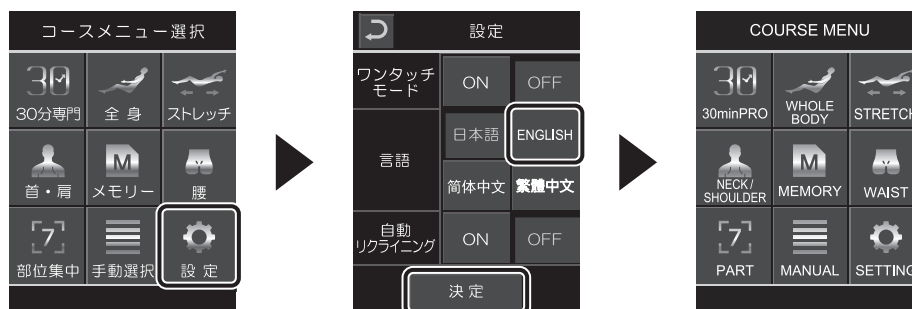 コースメニュー選択
30分専門
全 身
ストレッチ
首・肩
M
メモリー
腰
7
部位集中
手動選択
設 定
設定
ワンタッチ
モード
ON
OFF
言語
日本語
ENGLISH
简体中文
繁體中文
自動
リクライニング
ON
OFF
決 定
COURSE MENU
30
30minPRO
WHOLE
BODY
STRETCH
NECK/
SHOULDER
M
MEMORY
WAIST
7
PART
MANUAL
SETTING